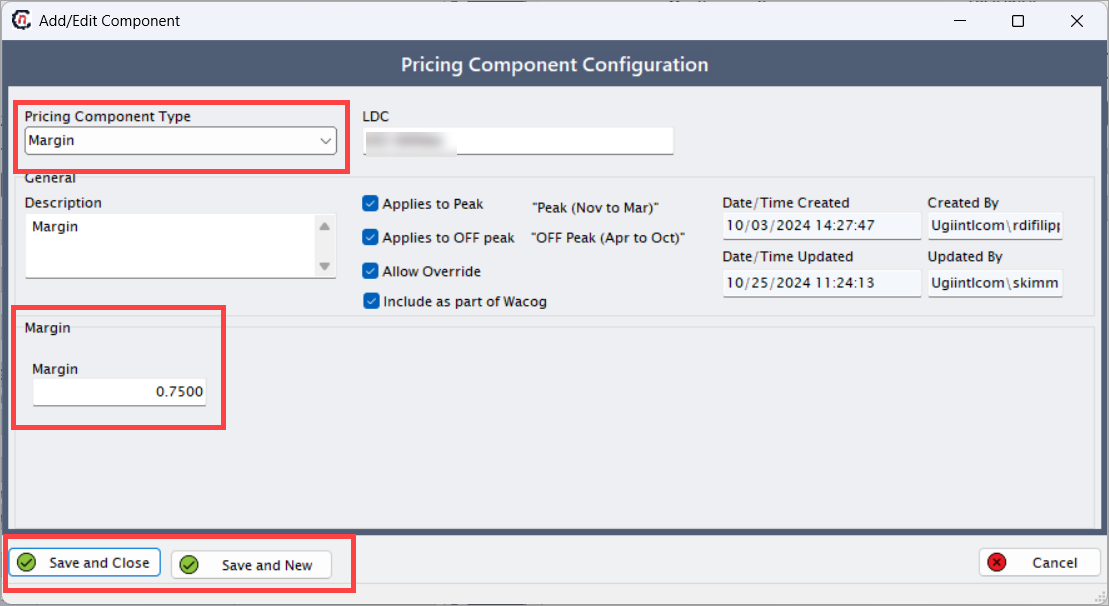 Add/Edit Component
Pricing Component Configuration
Pricing Component Type
Margin
LDC
General
Description
Margin
Applies to Peak
"Peak (Nov to Mar)"
Applies to OFF peak
"OFF Peak (Apr to Oct)"
Allow Override
Include as part of Wacog
Date/Time Created
10/03/2024 14:27:47
Created By
Ugiintlcom\rdifilipp
Date/Time Updated
10/25/2024 11:24:13
Updated By
Ugiintlcom\skimm
Margin
Margin
0.7500
Save and Close
Save and New
Cancel